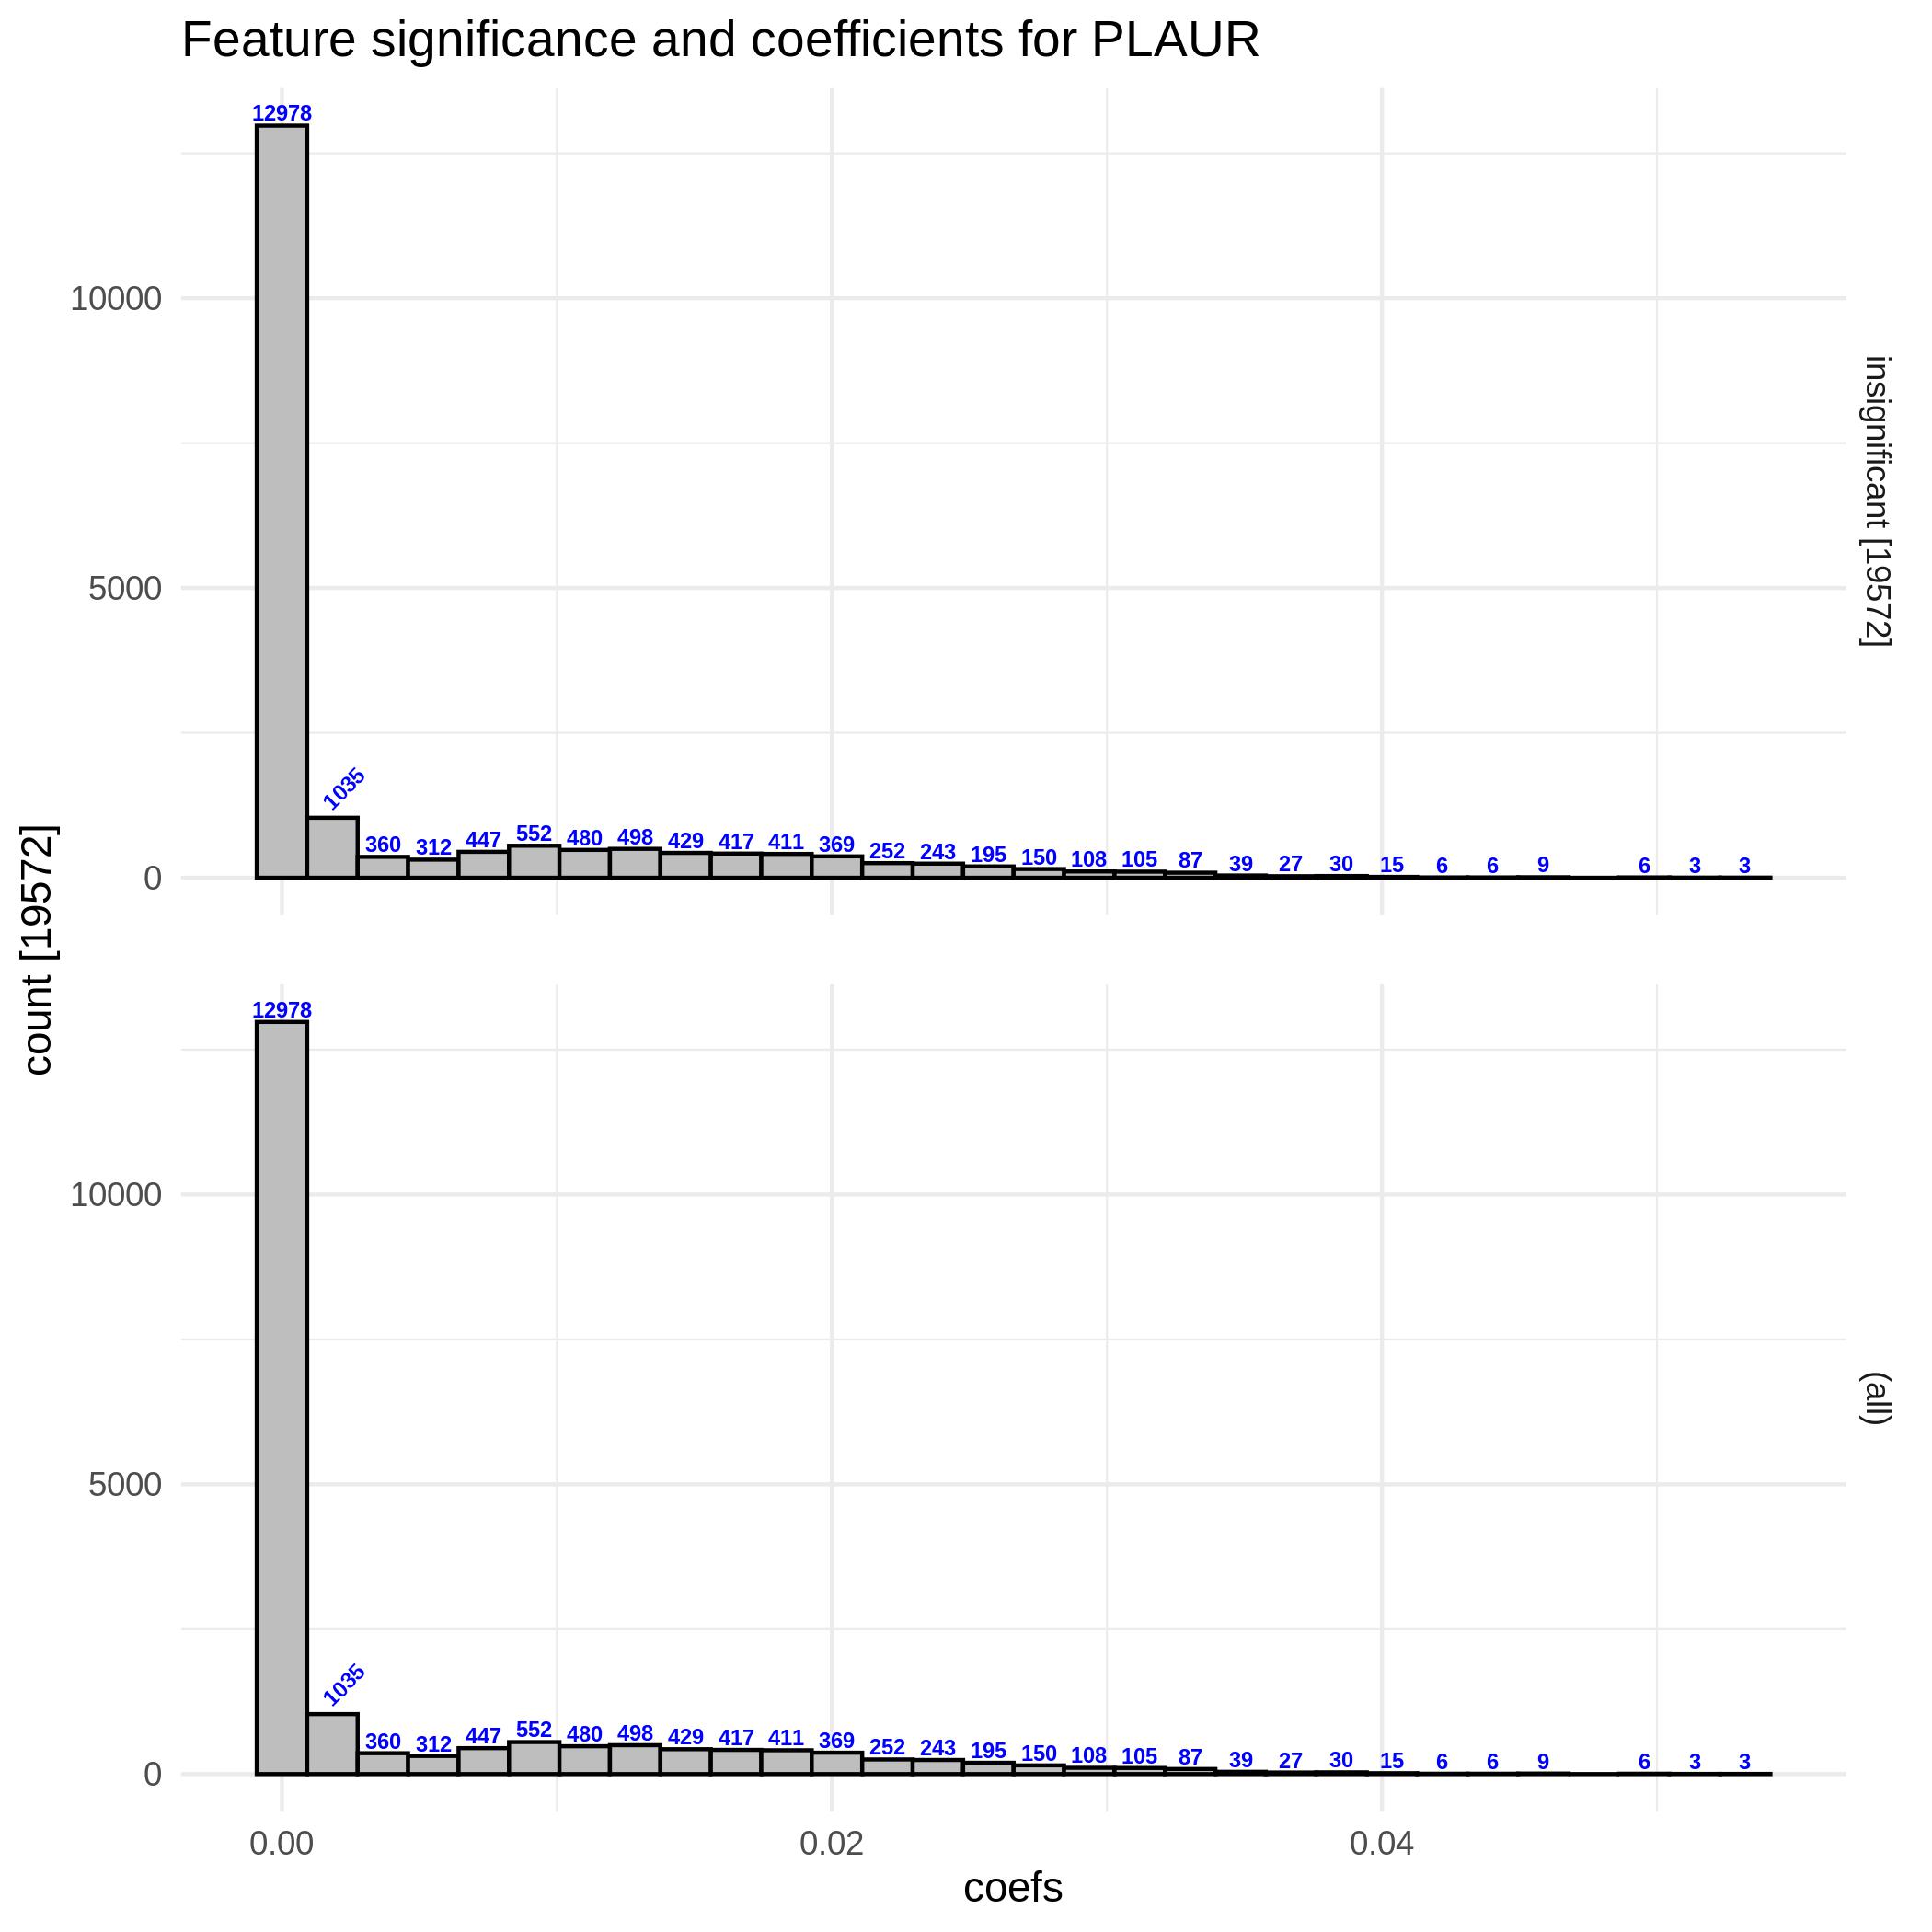 Feature significance and coefficients for PLAUR
count [19572]
12978
10000
5000
0
1035
360 312 447 552 480 498 429 417 411 369 252 243 195 150 108 105 87 39 27 30 15 6 6 9 6 3 3
insignificant [19572]
12978
10000
5000
0
1035
360 312 447 552 480 498 429 417 411 369 252 243 195 150 108 105 87 39 27 30 15 6 6 9 6 3 3
(all)
0.00 0.02 0.04
coefs